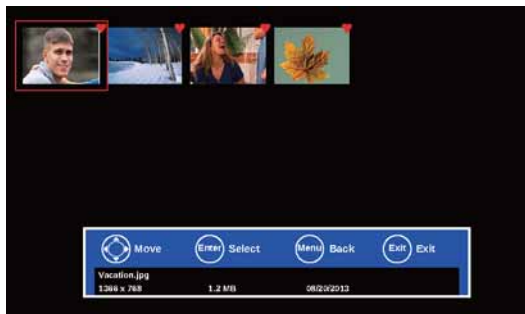 Move Enter Select Menu Back Exit Exit
Vacation.jpg
1366 x 768 1.2 MB 08/20/2013